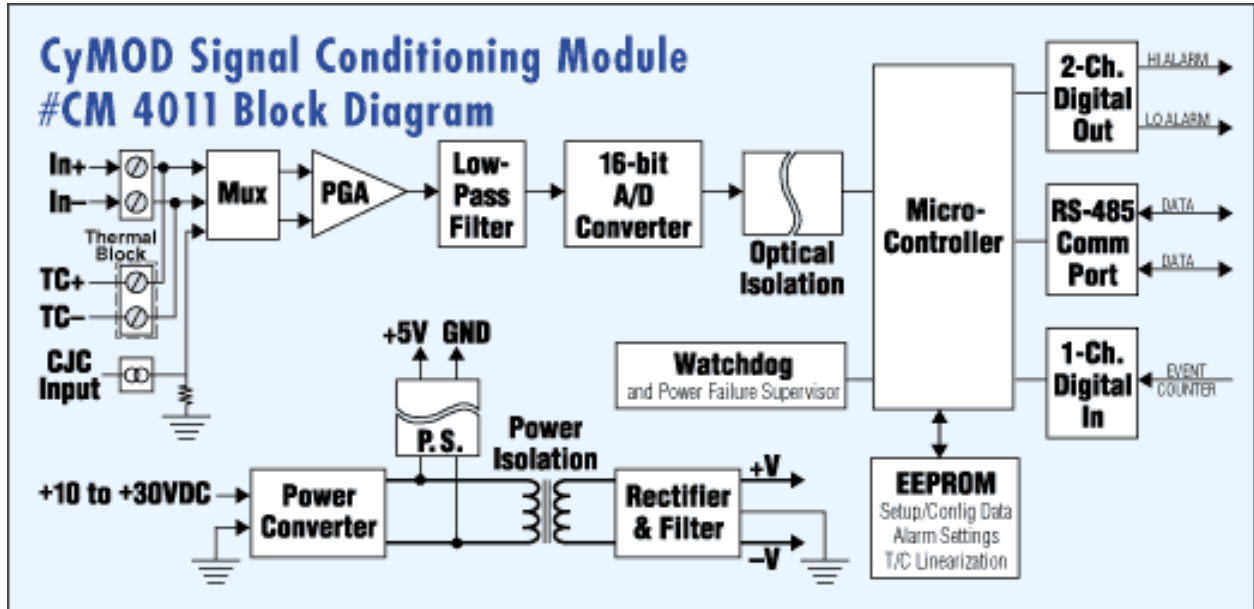 CyMOD Signal Conditioning Module
#CM 4011 Block Diagram
In+
In–
Thermal
Block
TC+
TC–
CJC
Input
Mux
PGA
Low-
Pass
Filter
16-bit
A/D
Converter
Optical
Isolation
Micro-
Controller
2-Ch.
Digital
Out
HI ALARM
LO ALARM
RS-485
Comm
Port
DATA
DATA
1-Ch.
Digital
In
EVENT
COUNTER
Watchdog
and Power Failure Supervisor
EEPROM
Setup/Config Data
Alarm Settings
T/C Linearization
+5V GND
P.S.
Power
Isolation
+10 to +30VDC
Power
Converter
Rectifier
& Filter
+V
–V